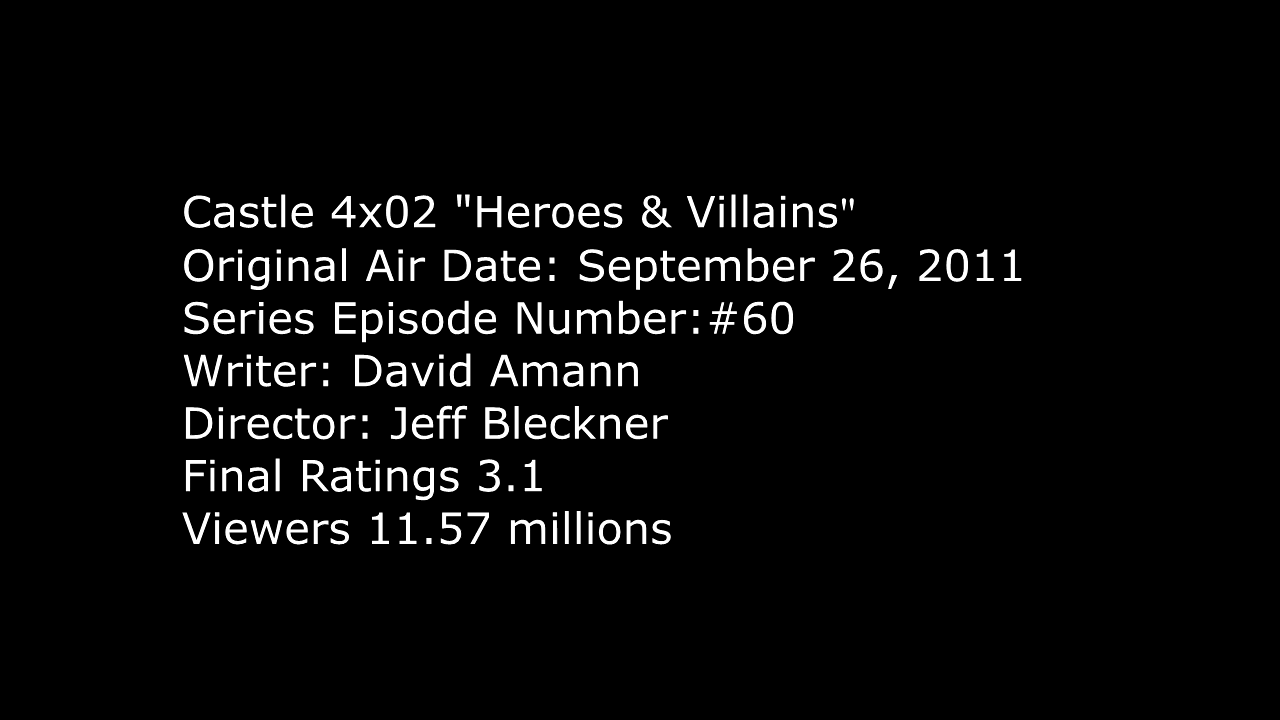 Castle 4x02 "Heroes & Villains"
Original Air Date: September 26, 2011
Series Episode Number:#60
Writer: David Amann
Director: Jeff Bleckner
Final Ratings 3.1
Viewers 11.57 millions